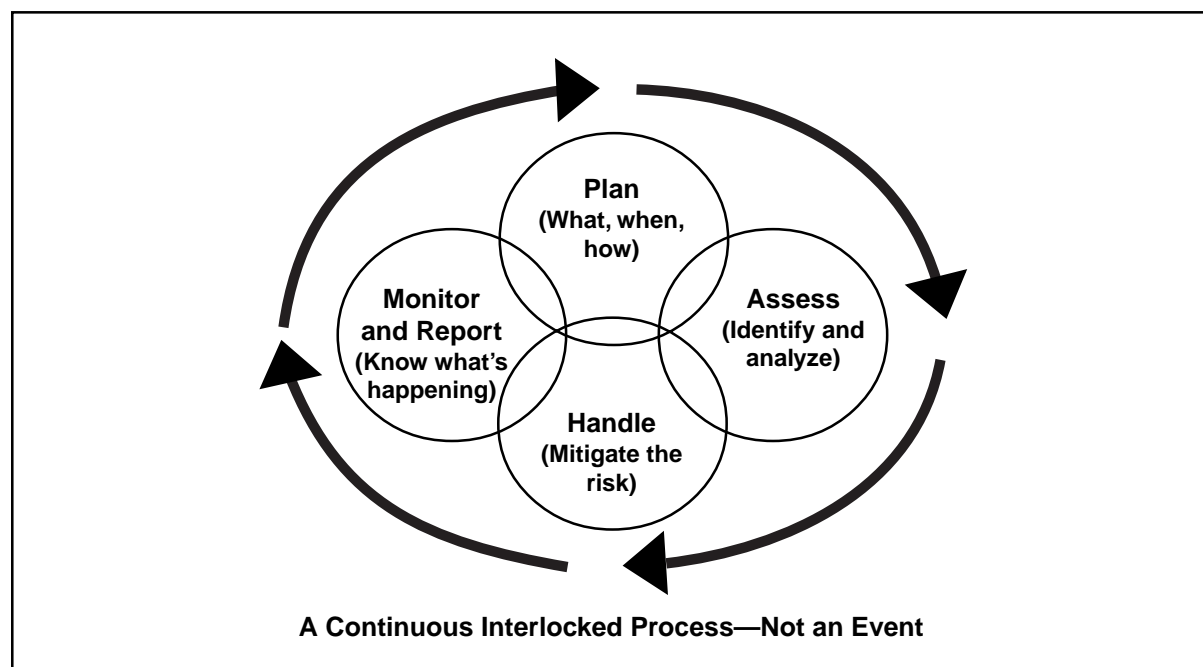 Plan
(What, when,
how)
Monitor
and Report
(Know what’s
happening)
Assess
(Identify and
analyze)
Handle
(Mitigate the
risk)
A Continuous Interlocked Process—Not an Event